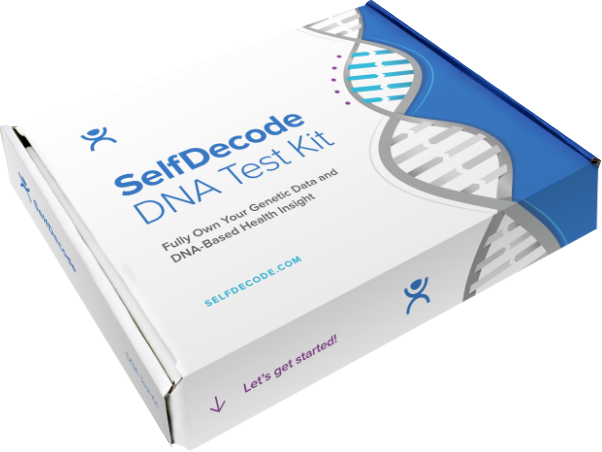 SelfDecode
DNA Test Kit
Fully Own Your Genetic Data and
DNA-Based Health Insight
SELFDECODE.COM
Let's get started!
SelfDecode